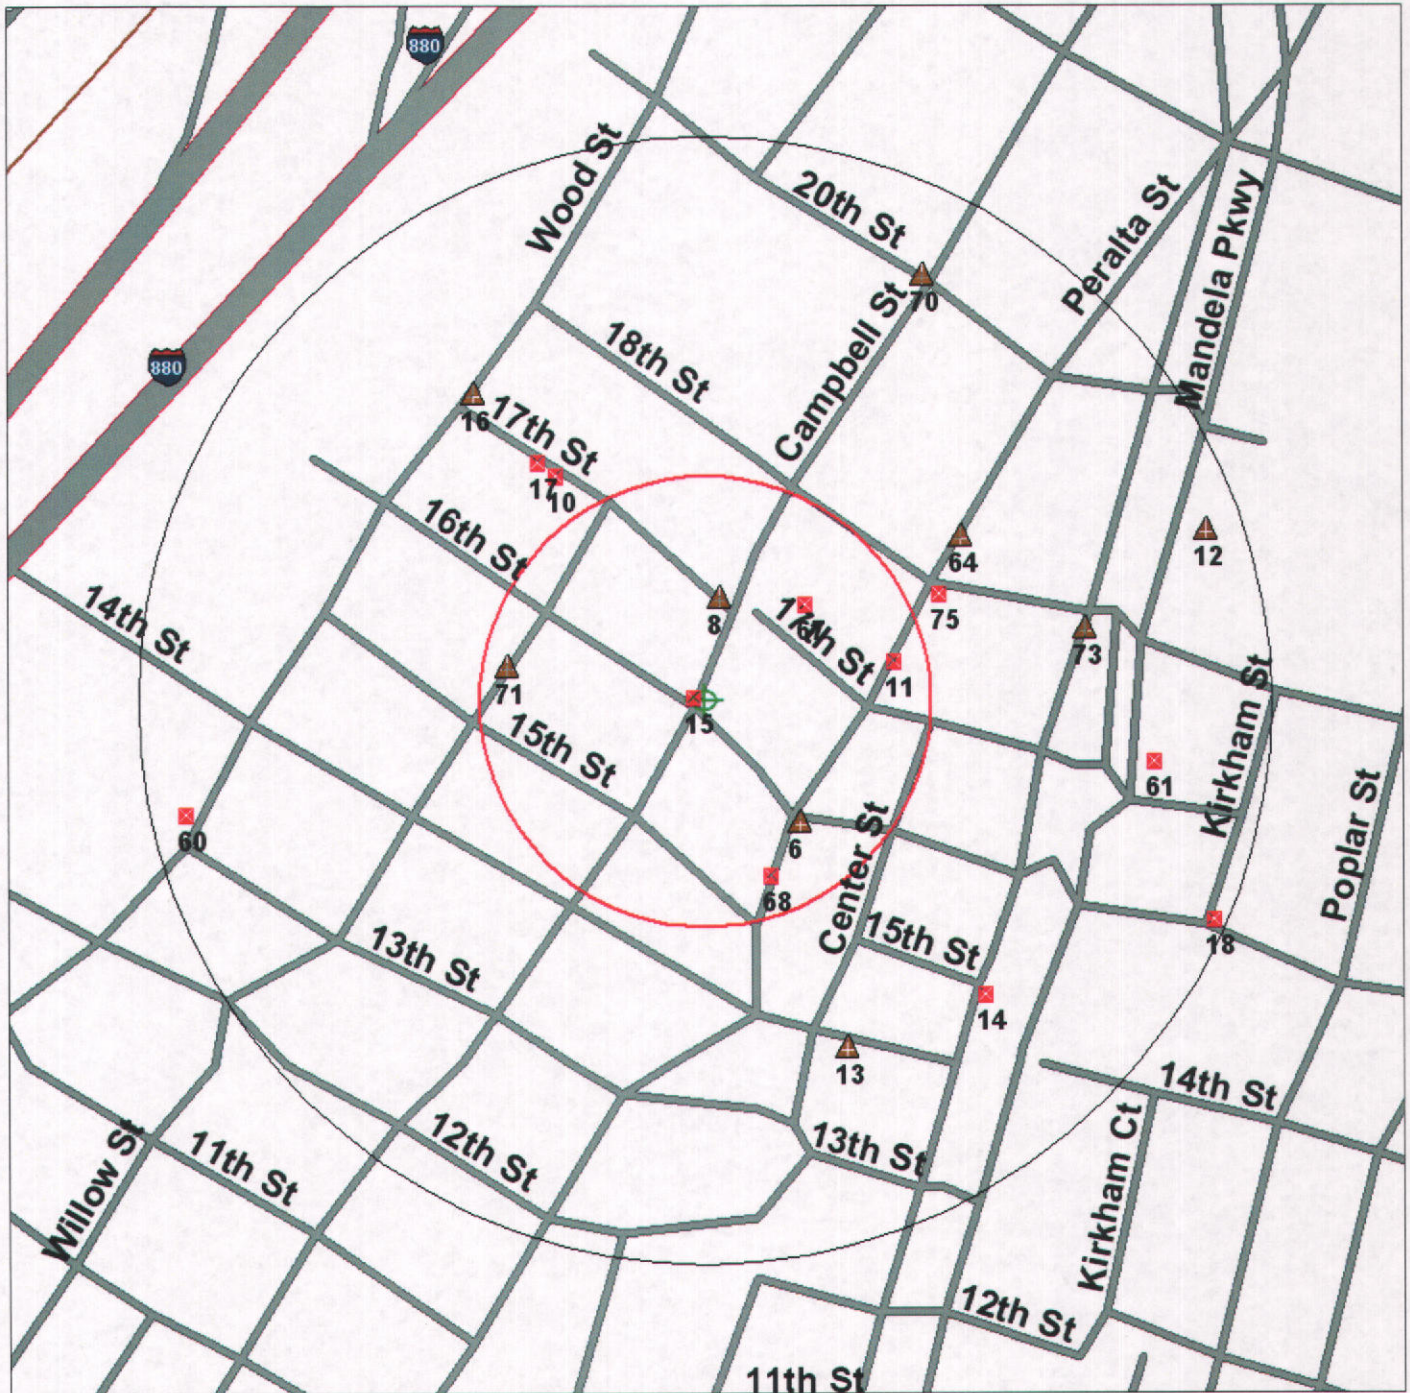 880
Wood St
20th St
Peralta St
Mandela Pkwy
70
Campbell St
18th St
880
16
17th St
17
10
16th St
64
12
14th St
8
75
17th St
73
11
71
15
15th St
Kirkham St
61
60
6
Center St
Poplar St
68
15th St
18
13th St
14
13
14th St
Kirkham Ct
13th St
12th St
11th St
Willow St
12th St
11th St